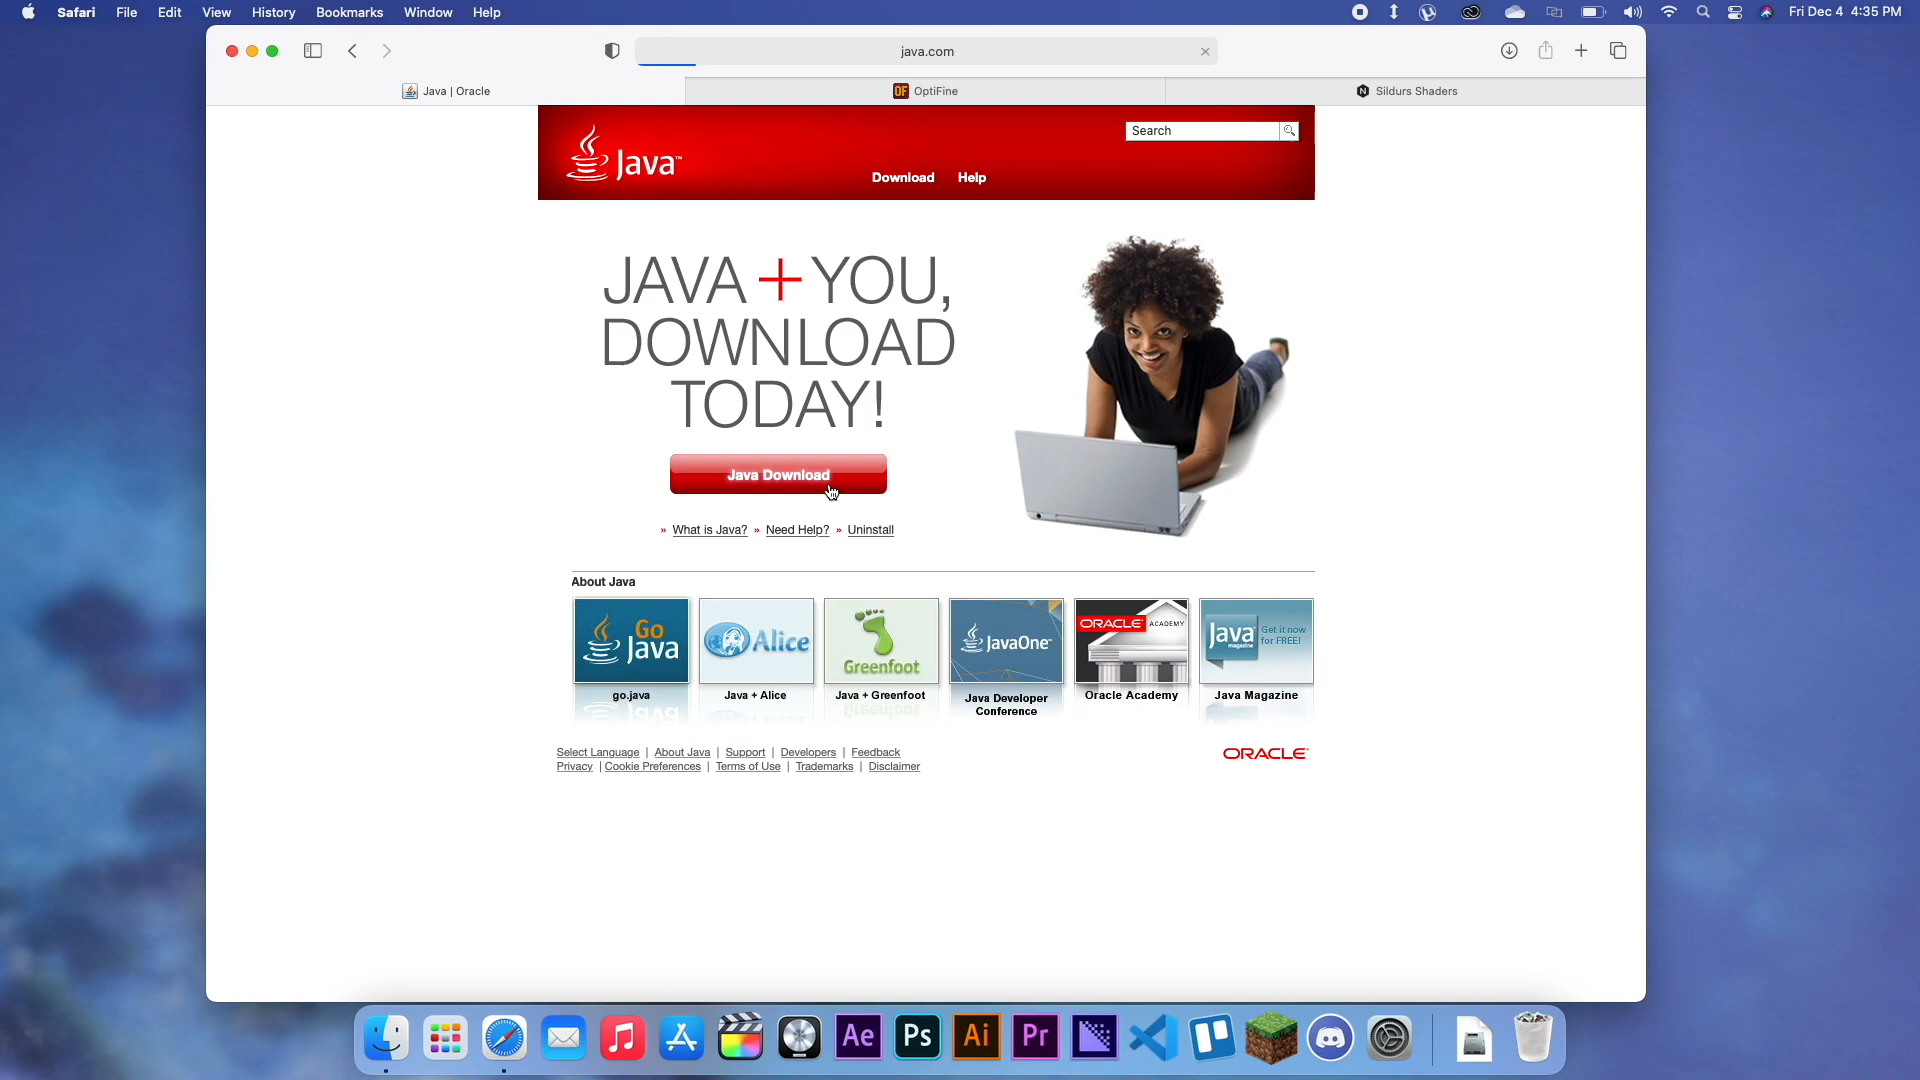 Safari File Edit View History Bookmarks Window Help
Fri Dec 4 4:35 PM
java.com
Java | Oracle
OF OptiFine
N Sildurs Shaders
Java™
Search
Download Help
JAVA + YOU,
DOWNLOAD
TODAY!
Java Download
» What is Java? » Need Help? » Uninstall
About Java
Go Java
Alice
Greenfoot
JavaOne™
ORACLE ACADEMY
Java magazine Get it now for FREE!
go.java
Java + Alice
Java + Greenfoot
Java Developer
Conference
Oracle Academy
Java Magazine
Select Language | About Java | Support | Developers | Feedback
Privacy | Cookie Preferences | Terms of Use | Trademarks | Disclaimer
ORACLE®
Ae Ps Ai Pr